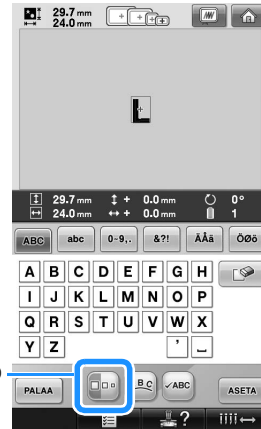 29.7 mm
24.0 mm
L
29.7 mm + 0.0 mm 0°
24.0 mm + 0.0 mm 1
ABC abc 0~9,. &?! ÄÅä ÖØö
A B C D E F G H
I J K L M N O P
Q R S T U V W X
Y Z ' _
PALAA B C ✓ABC ASETA
?